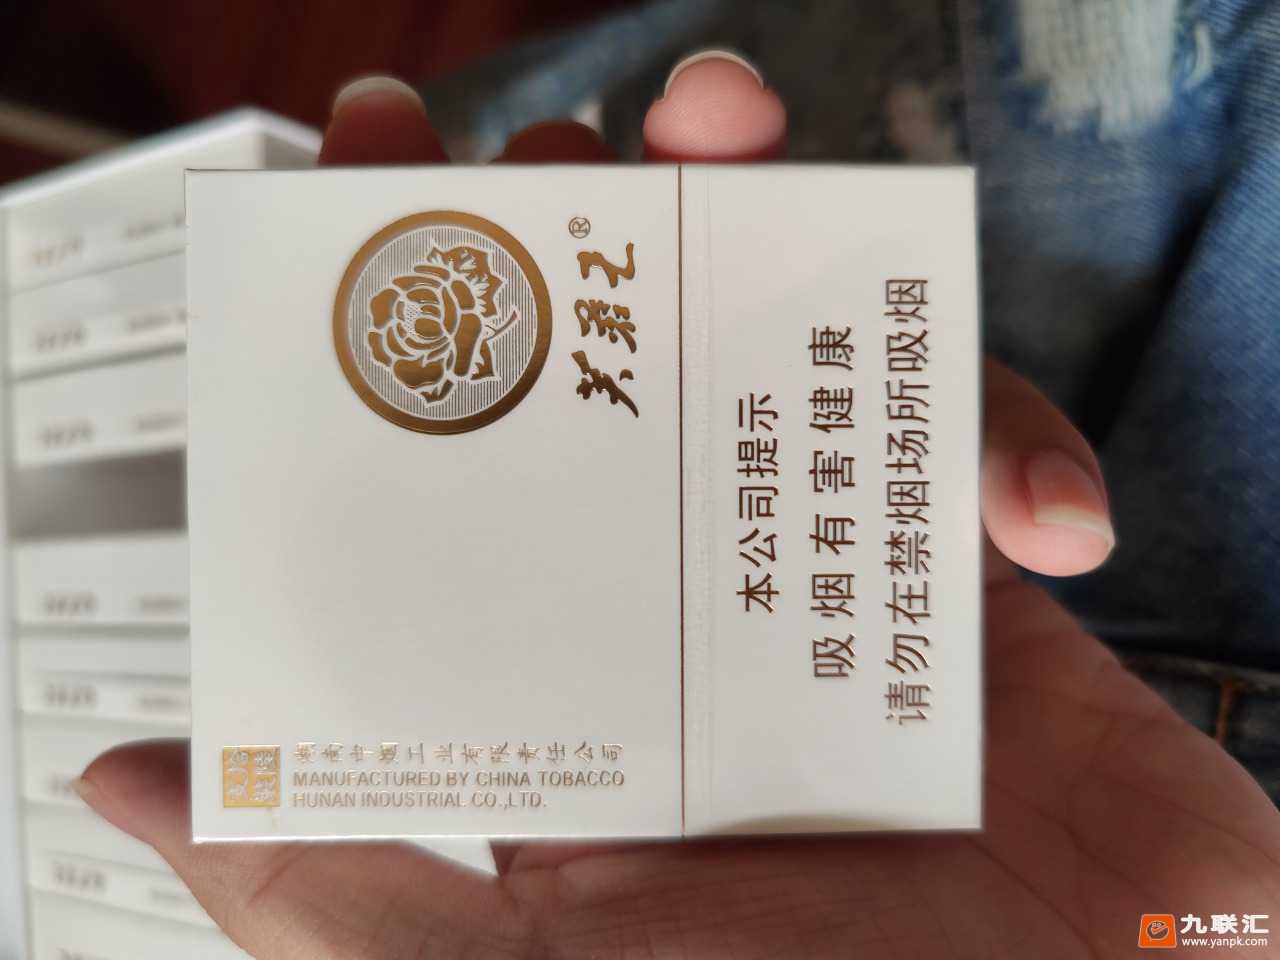 芙蓉王®
湖南中烟工业有限责任公司
MANUFACTURED BY CHINA TOBACCO
HUNAN INDUSTRIAL CO.,LTD.
本公司提示
吸烟有害健康
请勿在禁烟场所吸烟
九联汇
www.yanpk.com